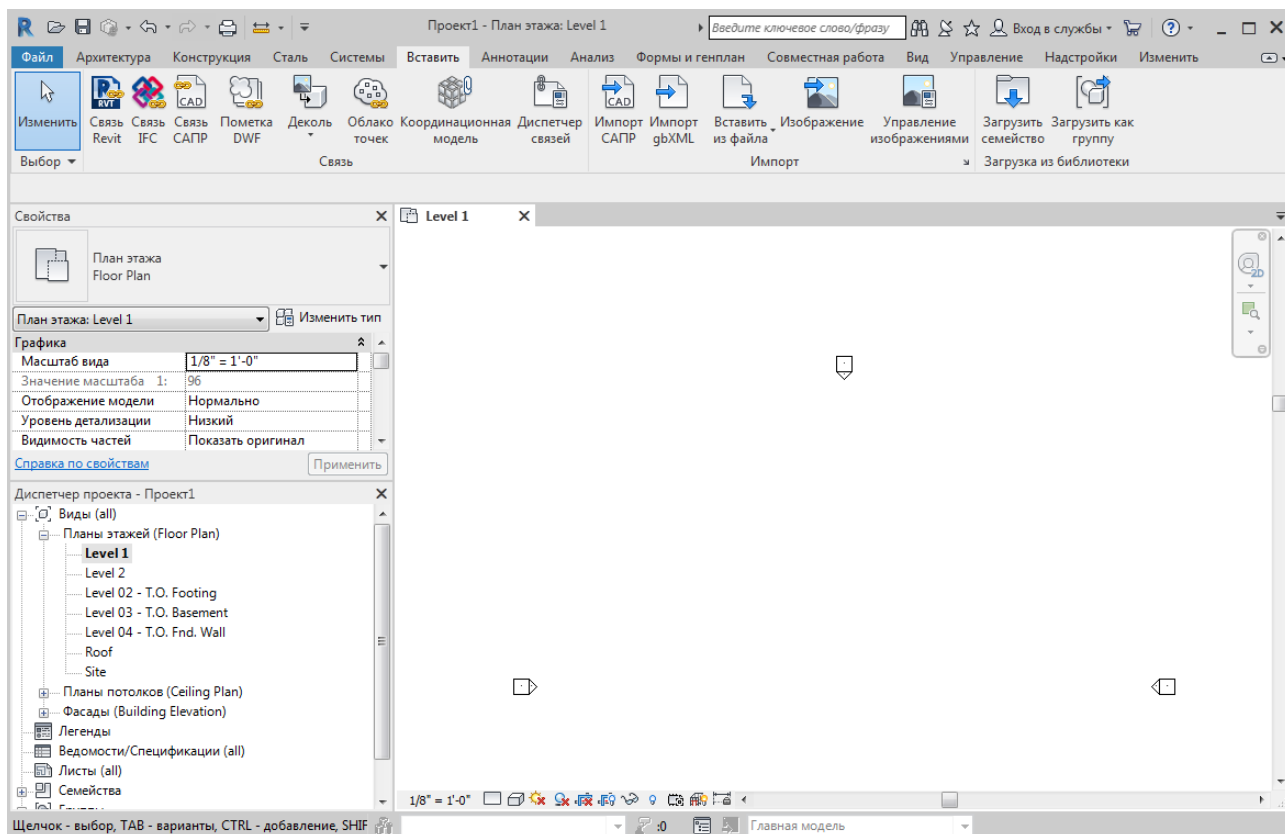 Проект1 - План этажа: Level 1
Введите ключевое слово/фразу
Вход в службы
Файл Архитектура Конструкция Сталь Системы Вставить Аннотации Анализ Формы и генплан Совместная работа Вид Управление Надстройки Изменить
Изменить
Связь Revit
Связь IFC
Связь САПР
Пометка DWF
Деколь
Облако точек
Координационная модель
Диспетчер связей
Импорт САПР
Импорт gbXML
Вставить из файла
Изображение
Управление изображениями
Загрузить семейство
Загрузить как группу
Выбор
Связь
Импорт
Загрузка из библиотеки
Свойства
Level 1
План этажа
Floor Plan
2D
План этажа: Level 1
Изменить тип
Графика
Масштаб вида 1/8" = 1'-0"
Значение масштаба 1: 96
Отображение модели Нормально
Уровень детализации Низкий
Видимость частей Показать оригинал
Справка по свойствам
Применить
Диспетчер проекта - Проект1
Виды (all)
Планы этажей (Floor Plan)
Level 1
Level 2
Level 02 - T.O. Footing
Level 03 - T.O. Basement
Level 04 - T.O. Fnd. Wall
Roof
Site
Планы потолков (Ceiling Plan)
Фасады (Building Elevation)
Легенды
Ведомости/Спецификации (all)
Листы (all)
Семейства
1/8" = 1'-0"
Щелчок - выбор, TAB - варианты, CTRL - добавление, SHIF
:0
Главная модель